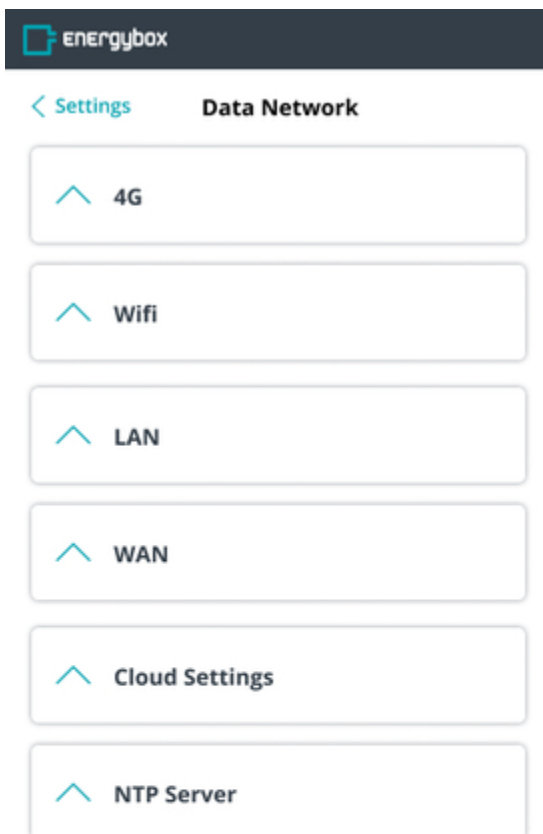 energybox
Settings Data Network
4G
Wifi
LAN
WAN
Cloud Settings
NTP Server